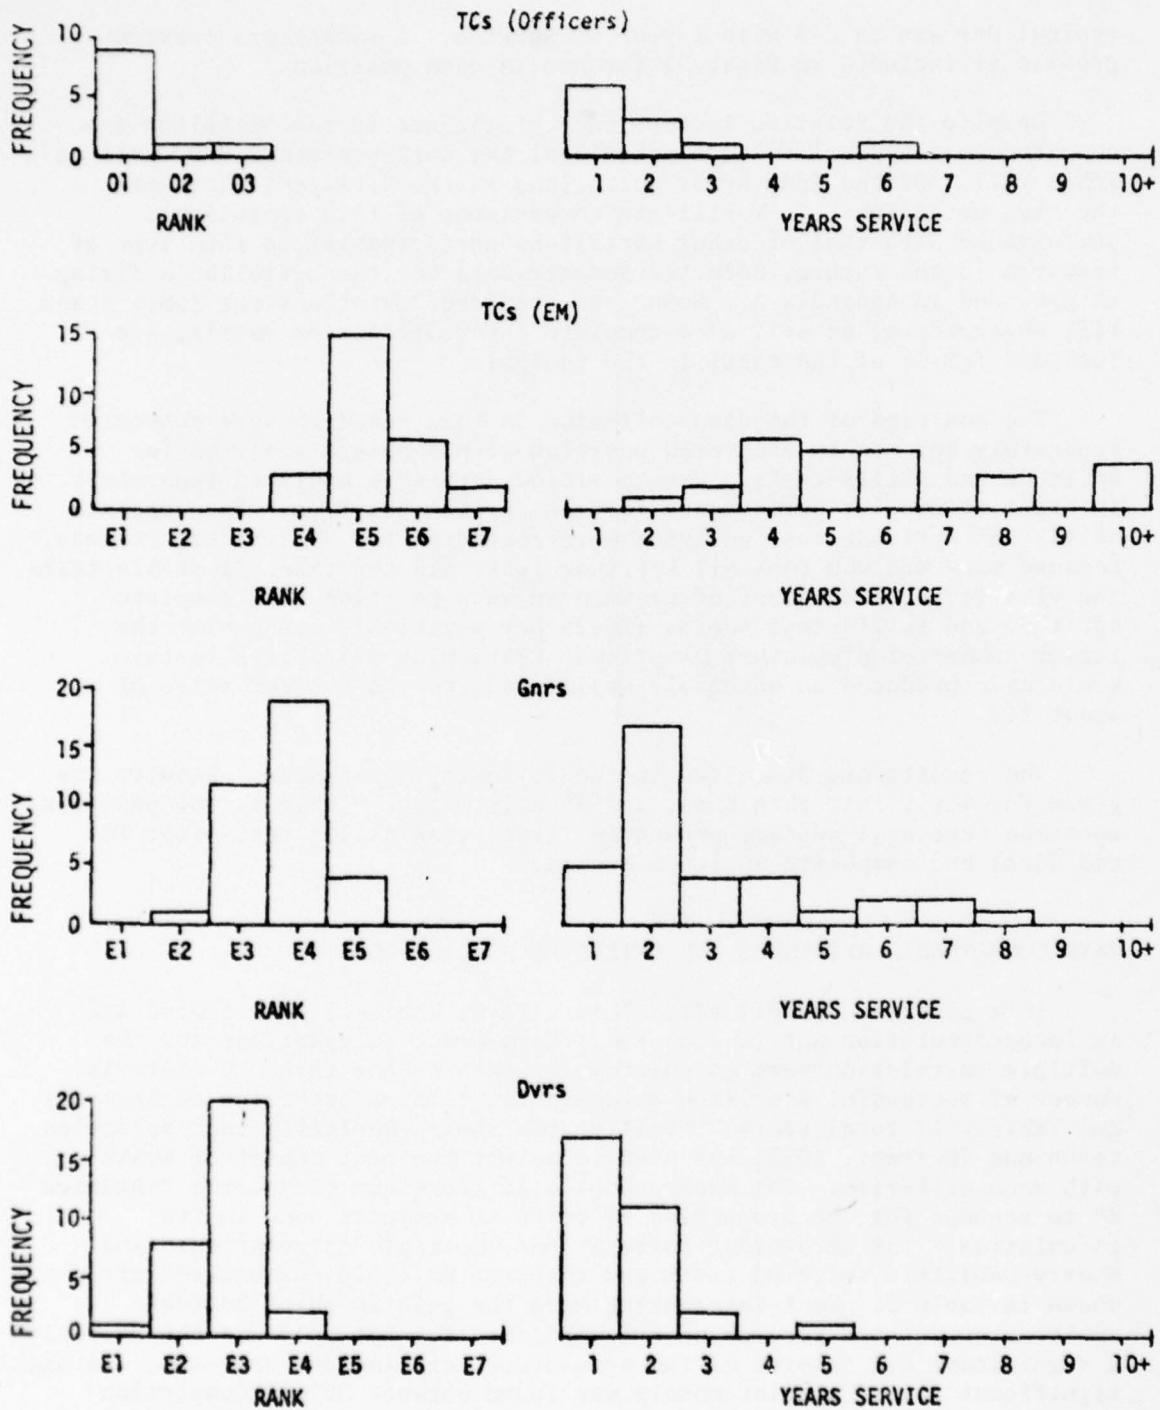 TCs (Officers)
FREQUENCY
10
5
0
01 02 03
RANK
1 2 3 4 5 6 7 8 9 10+
YEARS SERVICE
TCs (EM)
FREQUENCY
15
10
5
0
E1 E2 E3 E4 E5 E6 E7
RANK
1 2 3 4 5 6 7 8 9 10+
YEARS SERVICE
Gnrs
FREQUENCY
20
15
10
5
0
E1 E2 E3 E4 E5 E6 E7
RANK
1 2 3 4 5 6 7 8 9 10+
YEARS SERVICE
Dvrs
FREQUENCY
20
15
10
5
0
E1 E2 E3 E4 E5 E6 E7
RANK
1 2 3 4 5 6 7 8 9 10+
YEARS SERVICE